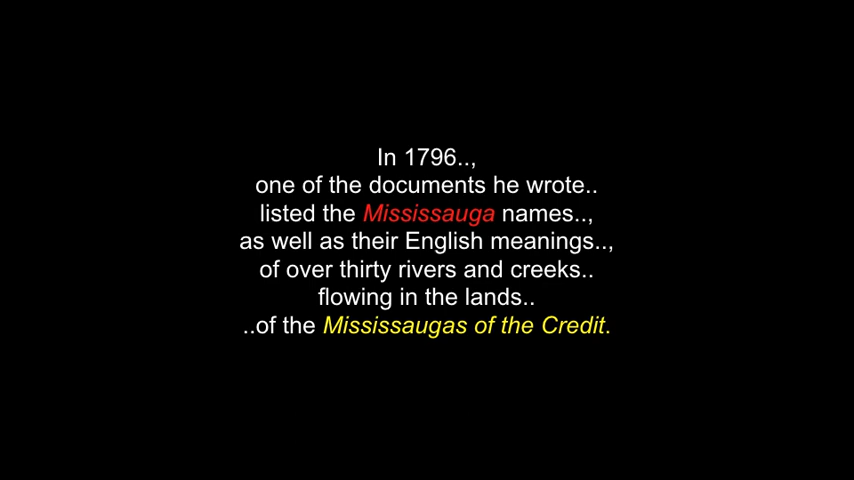 In 1796..,
one of the documents he wrote..
listed the Mississauga names..,
as well as their English meanings..,
of over thirty rivers and creeks..
flowing in the lands..
..of the Mississaugas of the Credit.